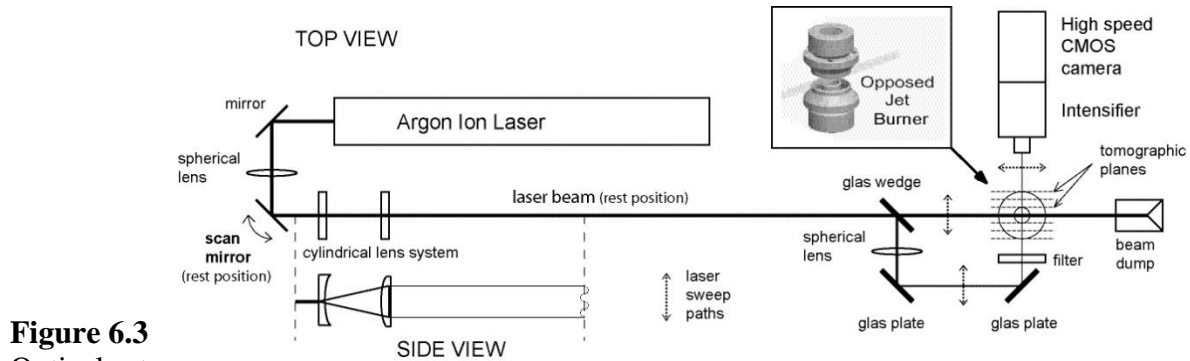 TOP VIEW
mirror
Argon Ion Laser
spherical
lens
laser beam (rest position)
scan
mirror
(rest position)
cylindrical lens system
SIDE VIEW
laser
sweep
paths
Opposed
Jet
Burner
High speed
CMOS
camera
Intensifier
tomographic
planes
glas wedge
spherical
lens
filter
beam
dump
glas plate
glas plate
Figure 6.3